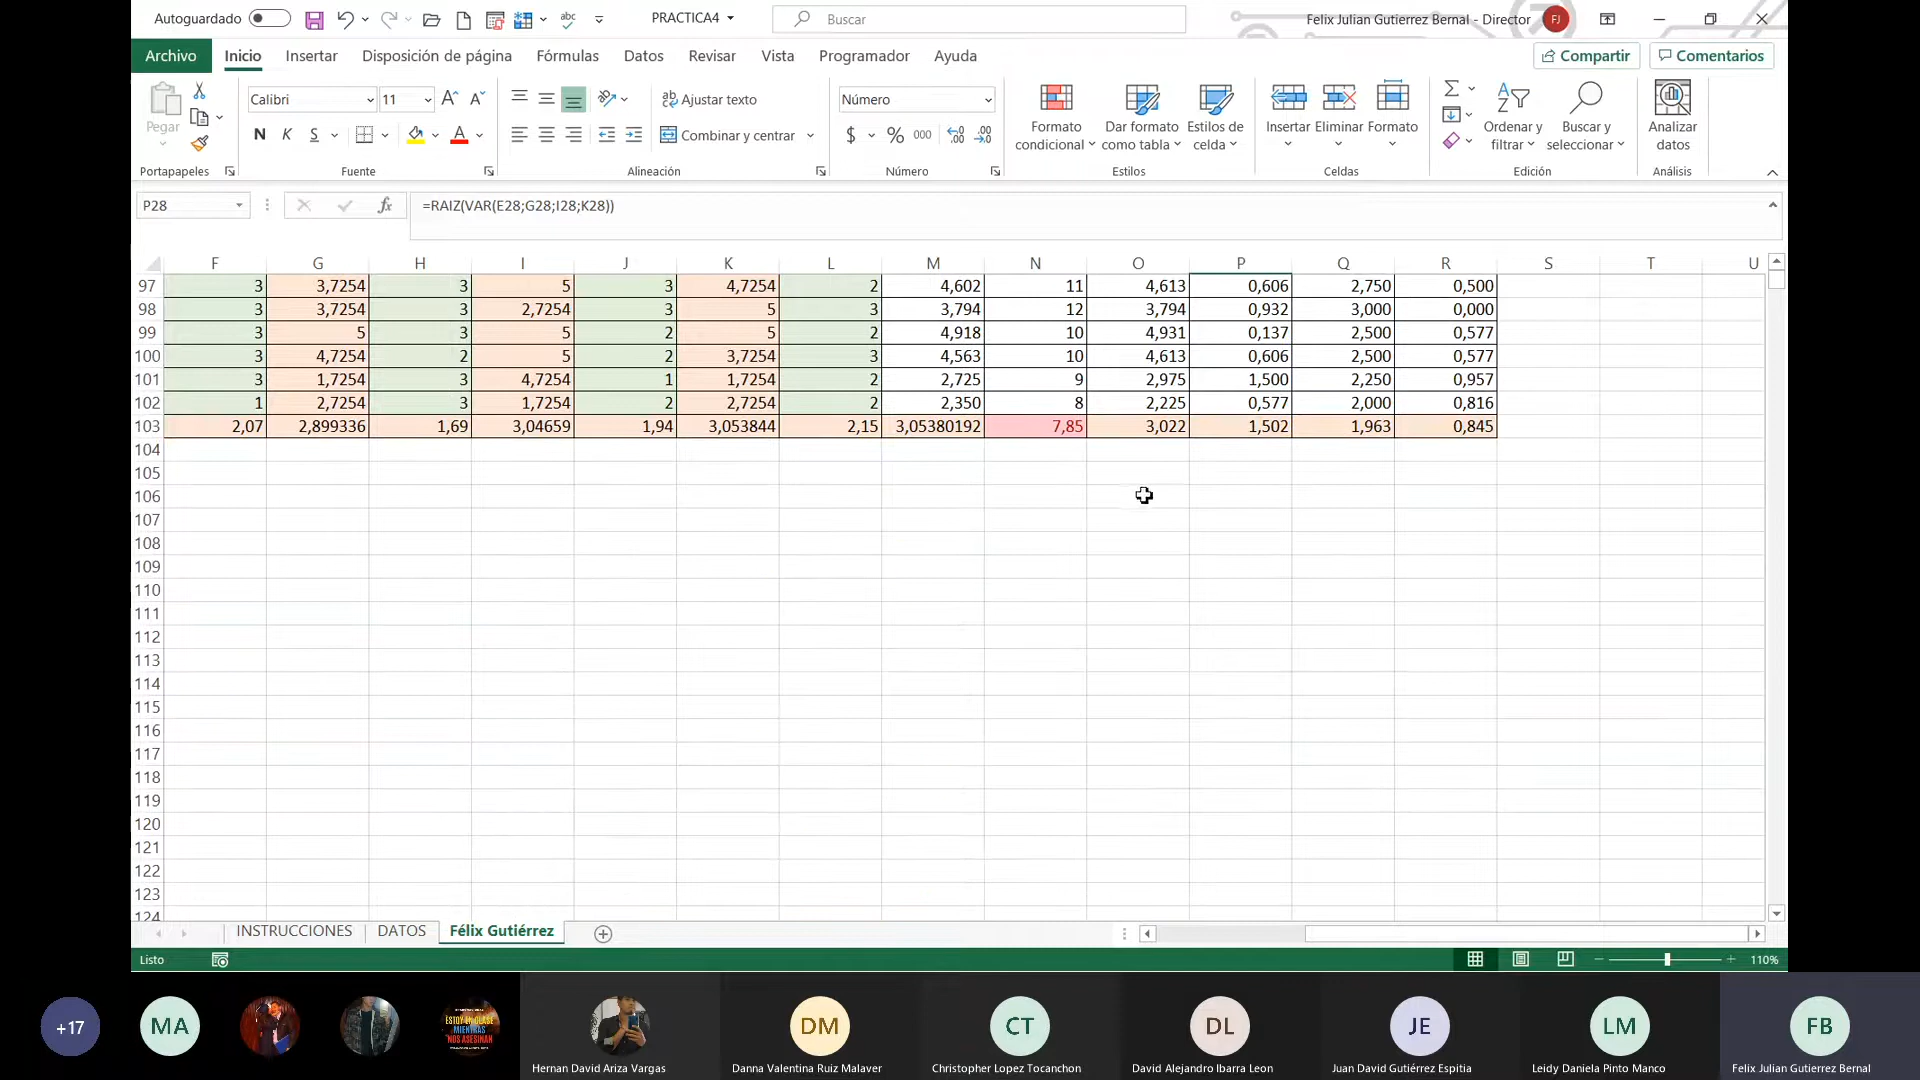 Autoguardado PRACTICA4 Buscar Felix Julian Gutierrez Bernal - Director FJ
Archivo Inicio Insertar Disposición de página Fórmulas Datos Revisar Vista Programador Ayuda Compartir Comentarios
Pegar Calibri 11 Ajustar texto Número Formato condicional Dar formato como tabla Estilos de celda Insertar Eliminar Formato Ordenar y filtrar Buscar y seleccionar Analizar datos
N K S Combinar y centrar $ % 000
Portapapeles Fuente Alineación Número Estilos Celdas Edición Análisis
P28 fx =RAIZ(VAR(E28;G28;I28;K28))
F G H I J K L M N O P Q R S T U
97 3 3,7254 3 5 3 4,7254 2 4,602 11 4,613 0,606 2,750 0,500
98 3 3,7254 3 2,7254 3 5 3 3,794 12 3,794 0,932 3,000 0,000
99 3 5 3 5 2 5 2 4,918 10 4,931 0,137 2,500 0,577
100 3 4,7254 2 5 2 3,7254 3 4,563 10 4,613 0,606 2,500 0,577
101 3 1,7254 3 4,7254 1 1,7254 2 2,725 9 2,975 1,500 2,250 0,957
102 1 2,7254 3 1,7254 2 2,7254 2 2,350 8 2,225 0,577 2,000 0,816
103 2,07 2,899336 1,69 3,04659 1,94 3,053844 2,15 3,05380192 7,85 3,022 1,502 1,963 0,845
104
105
106
107
108
109
110
111
112
113
114
115
116
117
118
119
120
121
122
123
124
INSTRUCCIONES DATOS Félix Gutiérrez
Listo 110%
+17 MA ESTOY EN CLASE MIENTRAS NOS ASESINAN DM CT DL JE LM FB
Hernan David Ariza Vargas Danna Valentina Ruiz Malaver Christopher Lopez Tocanchon David Alejandro Ibarra Leon Juan David Gutiérrez Espitia Leidy Daniela Pinto Manco Felix Julian Gutierrez Bernal